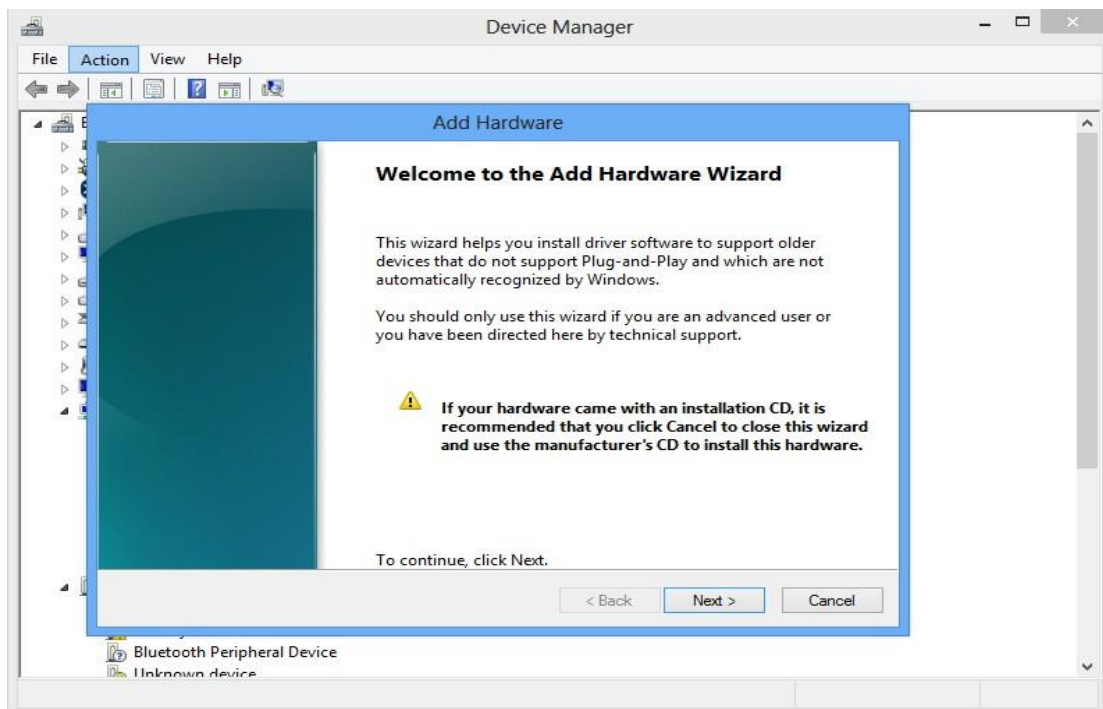 Device Manager
File Action View Help
Add Hardware
Welcome to the Add Hardware Wizard
This wizard helps you install driver software to support older
devices that do not support Plug-and-Play and which are not
automatically recognized by Windows.
You should only use this wizard if you are an advanced user or
you have been directed here by technical support.
If your hardware came with an installation CD, it is
recommended that you click Cancel to close this wizard
and use the manufacturer's CD to install this hardware.
To continue, click Next.
< Back Next > Cancel
Bluetooth Peripheral Device
Unknown device